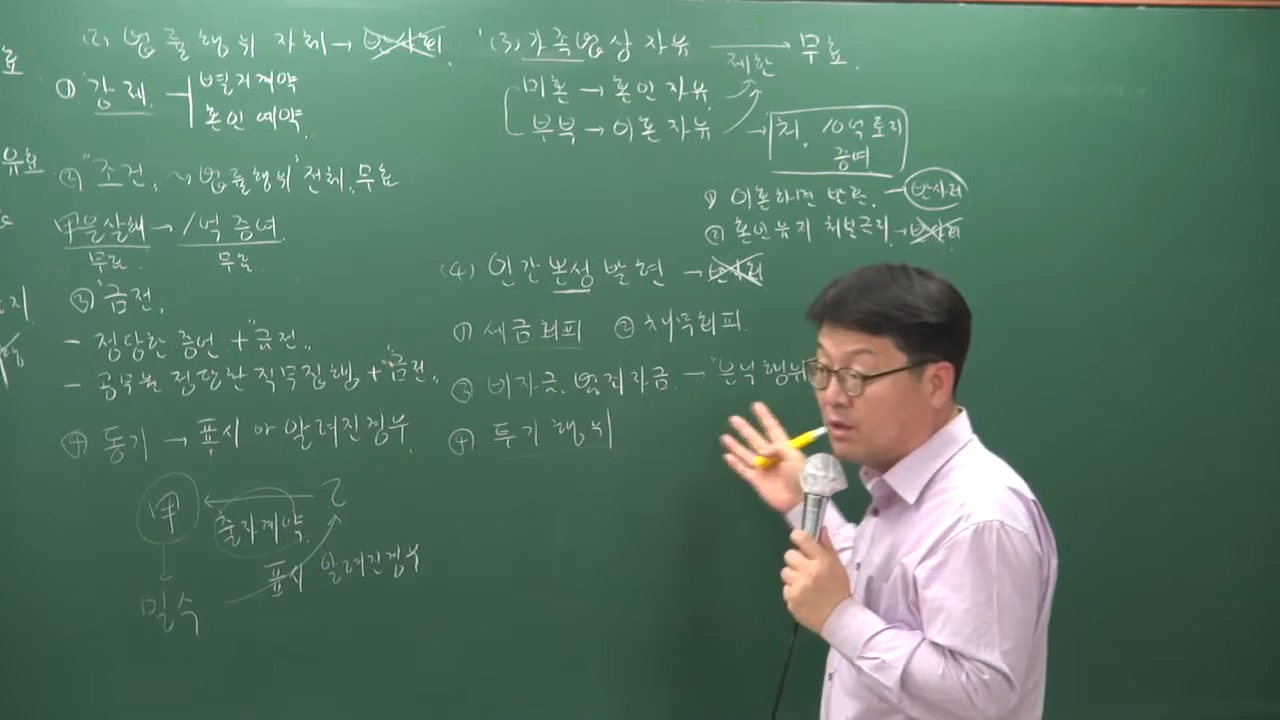 효
유효
지.
(2) 법률행위 자체 → 반사회.
① 강제.
별거계약
혼인예약.
② "조건, ~ 법률행위" 전체, 무효
甲을살해 → 1억 증여.
무효. 무효.
③ "금전,
- 정당한 증언 + "금전,,
- 공무원 정당한 직무집행 + "금전,,
④ 동기 → 표시 or 알려진경우.
甲 ← 乙
출자계약.
표시 알려진경우
밀수
(3) 가족법상 자유 → 무효.
제한
미혼 → 혼인자유.
부부 → 이혼자유
→ 처. 10억토지
증여
① 이혼하면 반환. - 반사회
② 혼인유지 처분금지 → 반사회
(4) 인간 본성 발현 → 반사회
① 세금회피 ② 채무회피.
③ 비자금. 범죄자금. → "은닉행위
④ 투기행위